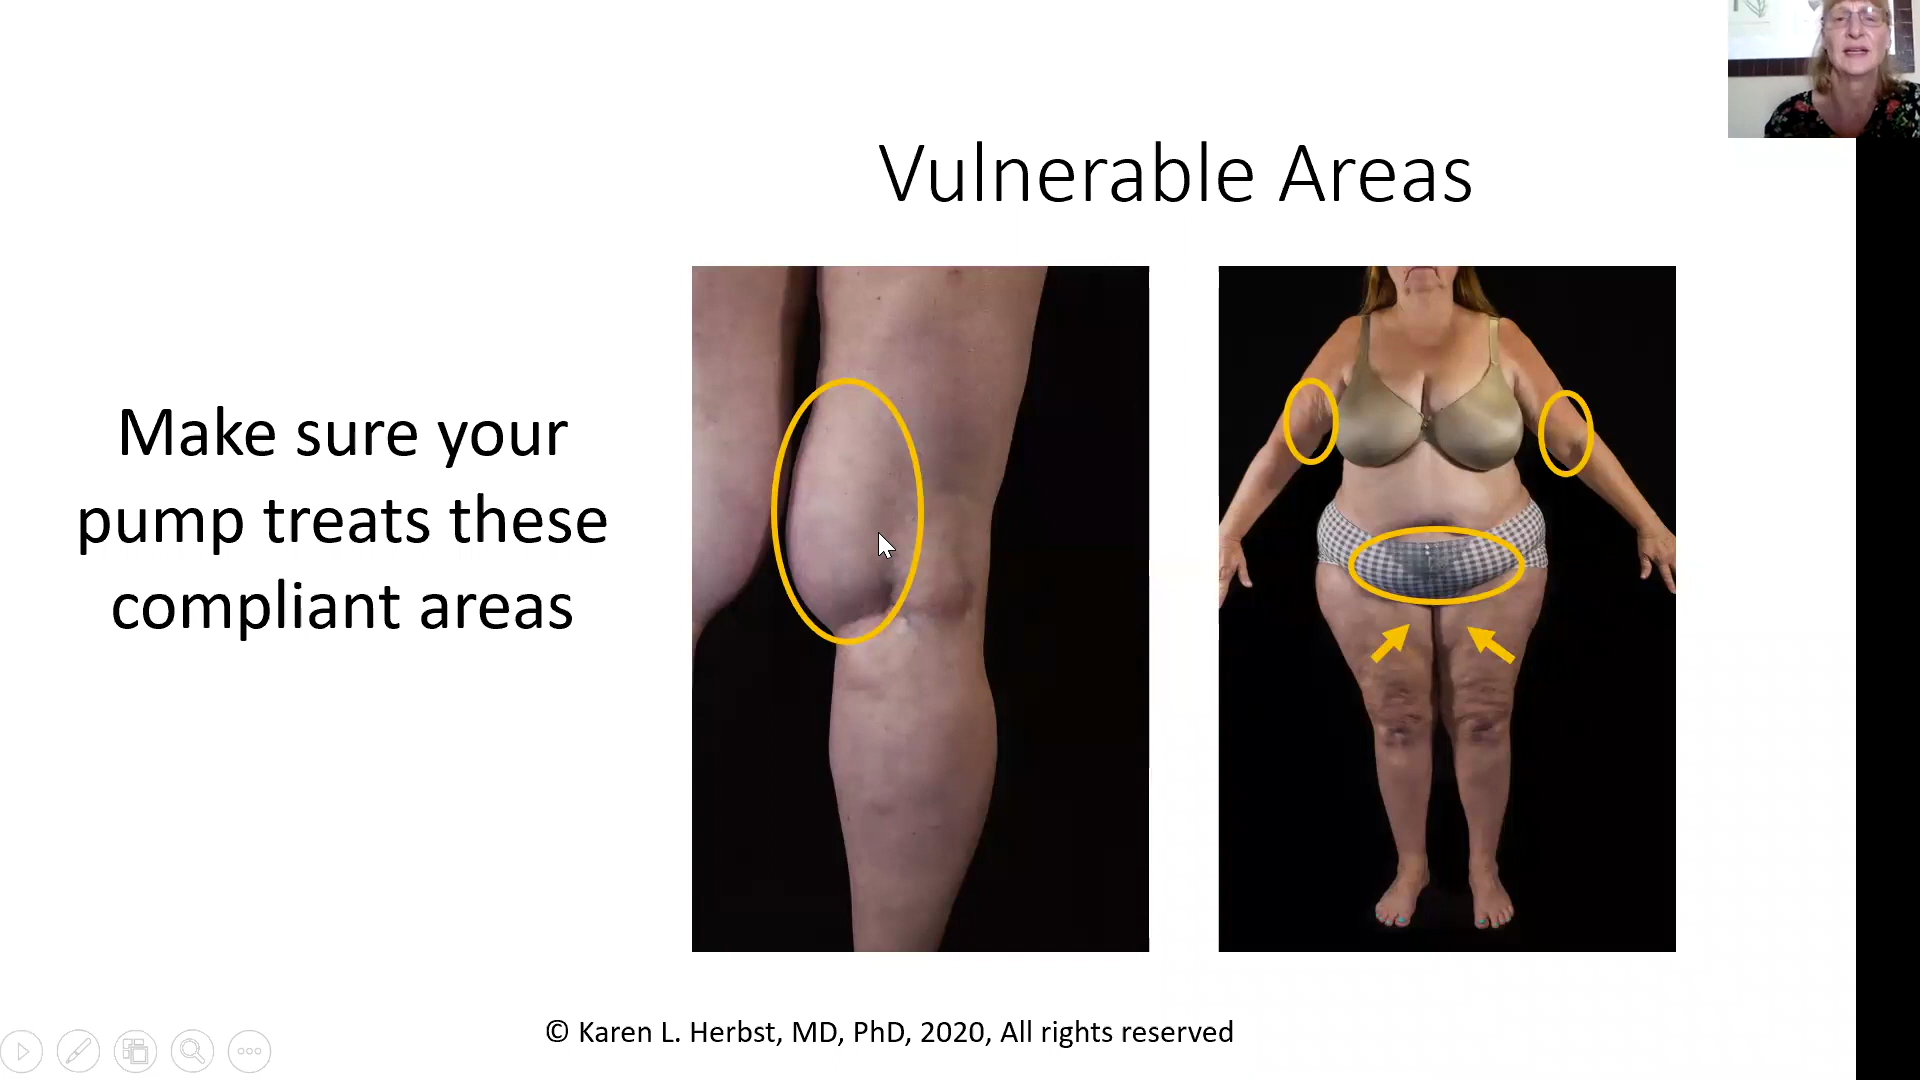 Vulnerable Areas
Make sure your
pump treats these
compliant areas
© Karen L. Herbst, MD, PhD, 2020, All rights reserved